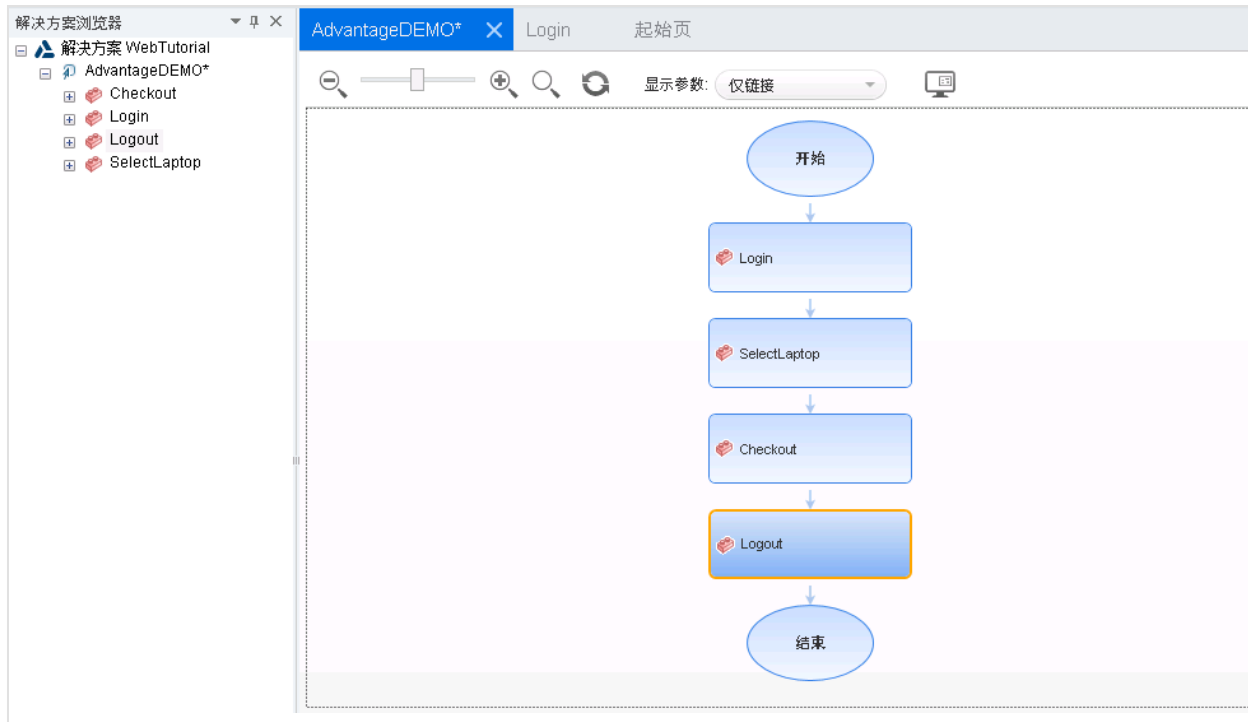 解决方案浏览器
解决方案 WebTutorial
AdvantageDEMO*
Checkout
Login
Logout
SelectLaptop
AdvantageDEMO* Login 起始页
显示参数: 仅链接
开始
Login
SelectLaptop
Checkout
Logout
结束